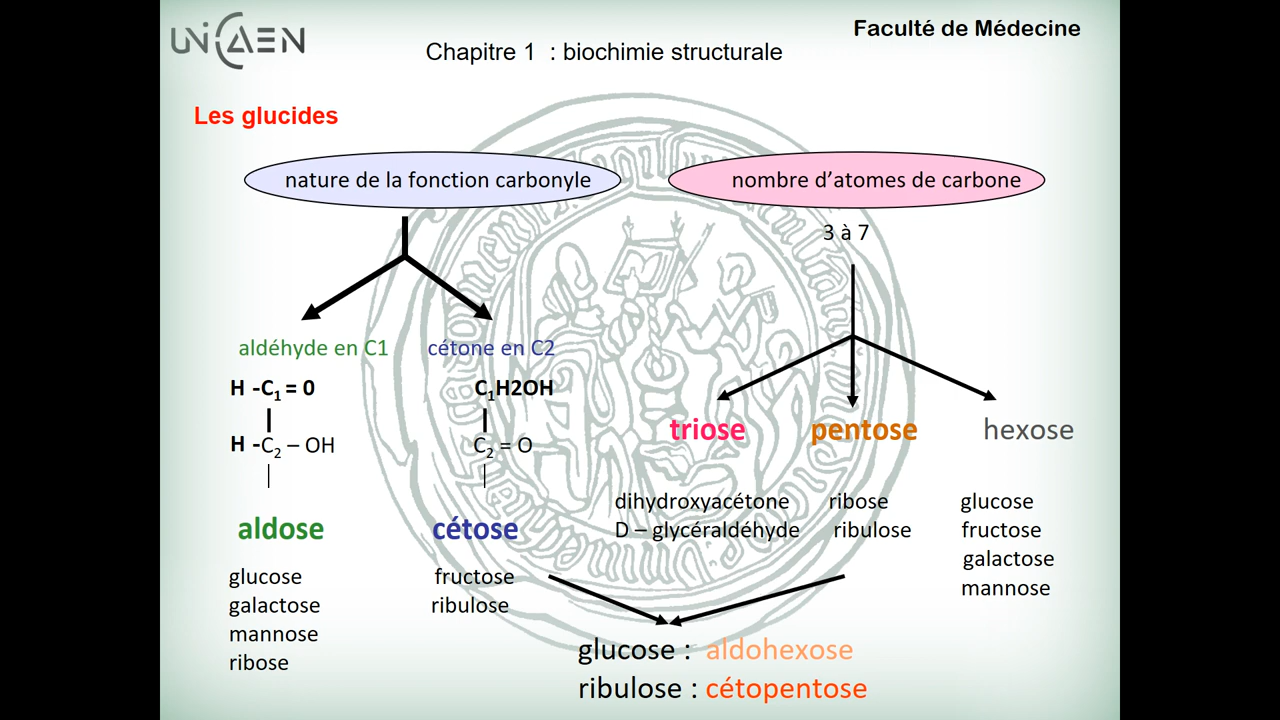 UNICAEN
Faculté de Médecine
Chapitre 1 : biochimie structurale
Les glucides
nature de la fonction carbonyle
nombre d’atomes de carbone
3 à 7
aldéhyde en C1
cétone en C2
H -C1 = 0
C1H2OH
H -C2 – OH
C2 = O
aldose
cétose
glucose
galactose
mannose
ribose
fructose
ribulose
triose
pentose
hexose
dihydroxyacétone
D – glycéraldéhyde
ribose
ribulose
glucose
fructose
galactose
mannose
glucose : aldohexose
ribulose : cétopentose